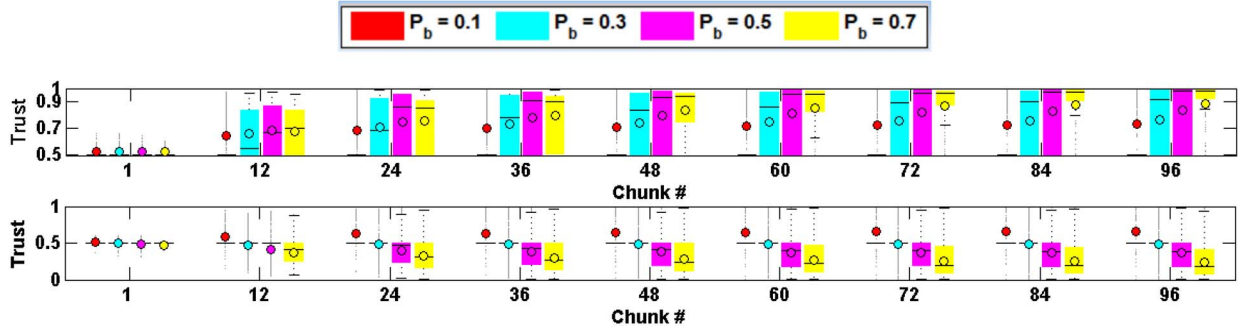 P_b = 0.1 P_b = 0.3 P_b = 0.5 P_b = 0.7
Trust
1
0.9
0.7
0.5
1 12 24 36 48 60 72 84 96
Chunk #
Trust
1
0.5
0
1 12 24 36 48 60 72 84 96
Chunk #